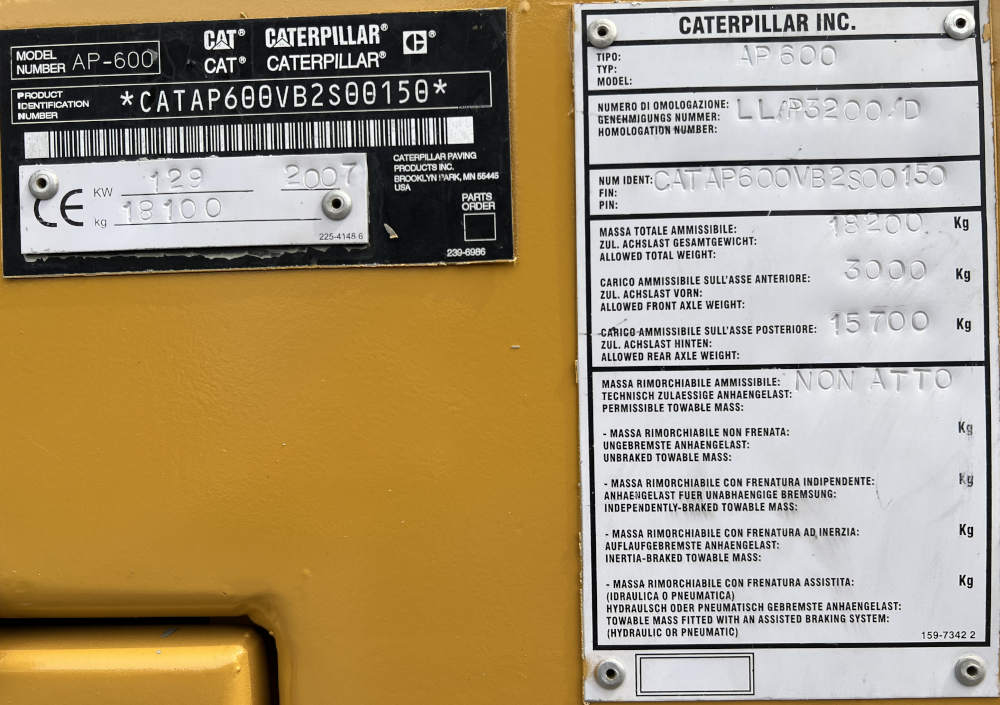 CAT® CATERPILLAR® C®
CAT® CATERPILLAR®
MODEL NUMBER AP-600
PRODUCT IDENTIFICATION NUMBER *CATAP600VB2S00150*
CATERPILLAR PAVING
PRODUCTS INC.
BROOKLYN PARK, MN 55445
USA
PARTS
ORDER
CE
KW 129 2007
kg 18100
225-4148 6
239-6986
CATERPILLAR INC.
TIPO: AP 600
TYP:
MODEL:
NUMERO DI OMOLOGAZIONE: LL/P3200/D
GENEHMIGUNGS NUMMER:
HOMOLOGATION NUMBER:
NUM IDENT: CATAP600VB2S00150
FIN:
PIN:
MASSA TOTALE AMMISSIBILE: 18200 Kg
ZUL. ACHSLAST GESAMTGEWICHT:
ALLOWED TOTAL WEIGHT:
CARICO AMMISSIBILE SULL'ASSE ANTERIORE: 3000 Kg
ZUL. ACHSLAST VORN:
ALLOWED FRONT AXLE WEIGHT:
CARICO AMMISSIBILE SULL'ASSE POSTERIORE: 15700 Kg
ZUL. ACHSLAST HINTEN:
ALLOWED REAR AXLE WEIGHT:
MASSA RIMORCHIABILE AMMISSIBILE: NON ATTO
TECHNISCH ZULAESSIGE ANHAENGELAST:
PERMISSIBLE TOWABLE MASS:
- MASSA RIMORCHIABILE NON FRENATA: Kg
UNGEBREMSTE ANHAENGELAST:
UNBRAKED TOWABLE MASS:
- MASSA RIMORCHIABILE CON FRENATURA INDIPENDENTE: Kg
ANHAENGELAST FUER UNABHAENGIGE BREMSUNG:
INDEPENDENTLY-BRAKED TOWABLE MASS:
- MASSA RIMORCHIABILE CON FRENATURA AD INERZIA: Kg
AUFLAUFGEBREMSTE ANHAENGELAST:
INERTIA-BRAKED TOWABLE MASS:
- MASSA RIMORCHIABILE CON FRENATURA ASSISTITA: Kg
(IDRAULICA O PNEUMATICA)
HYDRAULSCH ODER PNEUMATISCH GEBREMSTE ANHAENGELAST:
TOWABLE MASS FITTED WITH AN ASSISTED BRAKING SYSTEM:
(HYDRAULIC OR PNEUMATIC)
159-7342 2